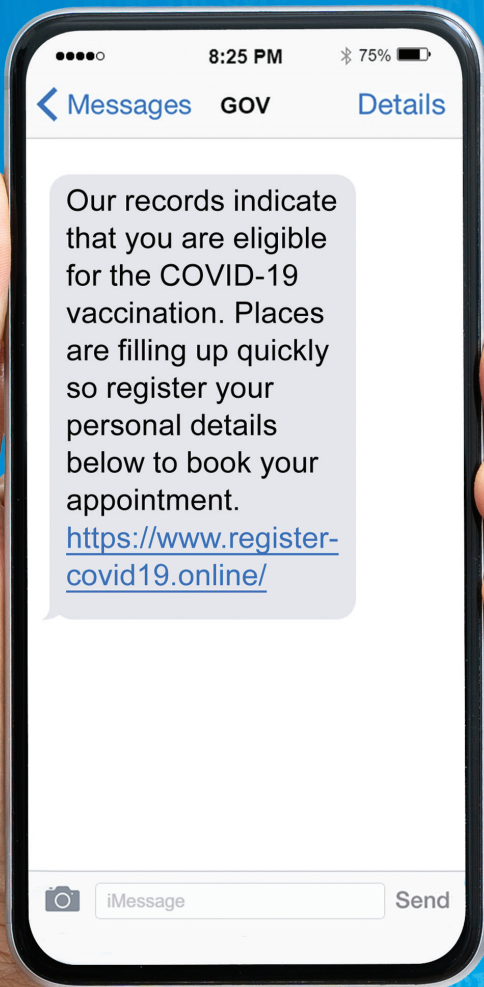 8:25 PM 75%
Messages GOV Details
Our records indicate
that you are eligible
for the COVID-19
vaccination. Places
are filling up quickly
so register your
personal details
below to book your
appointment.
https://www.register-
covid19.online/
iMessage Send